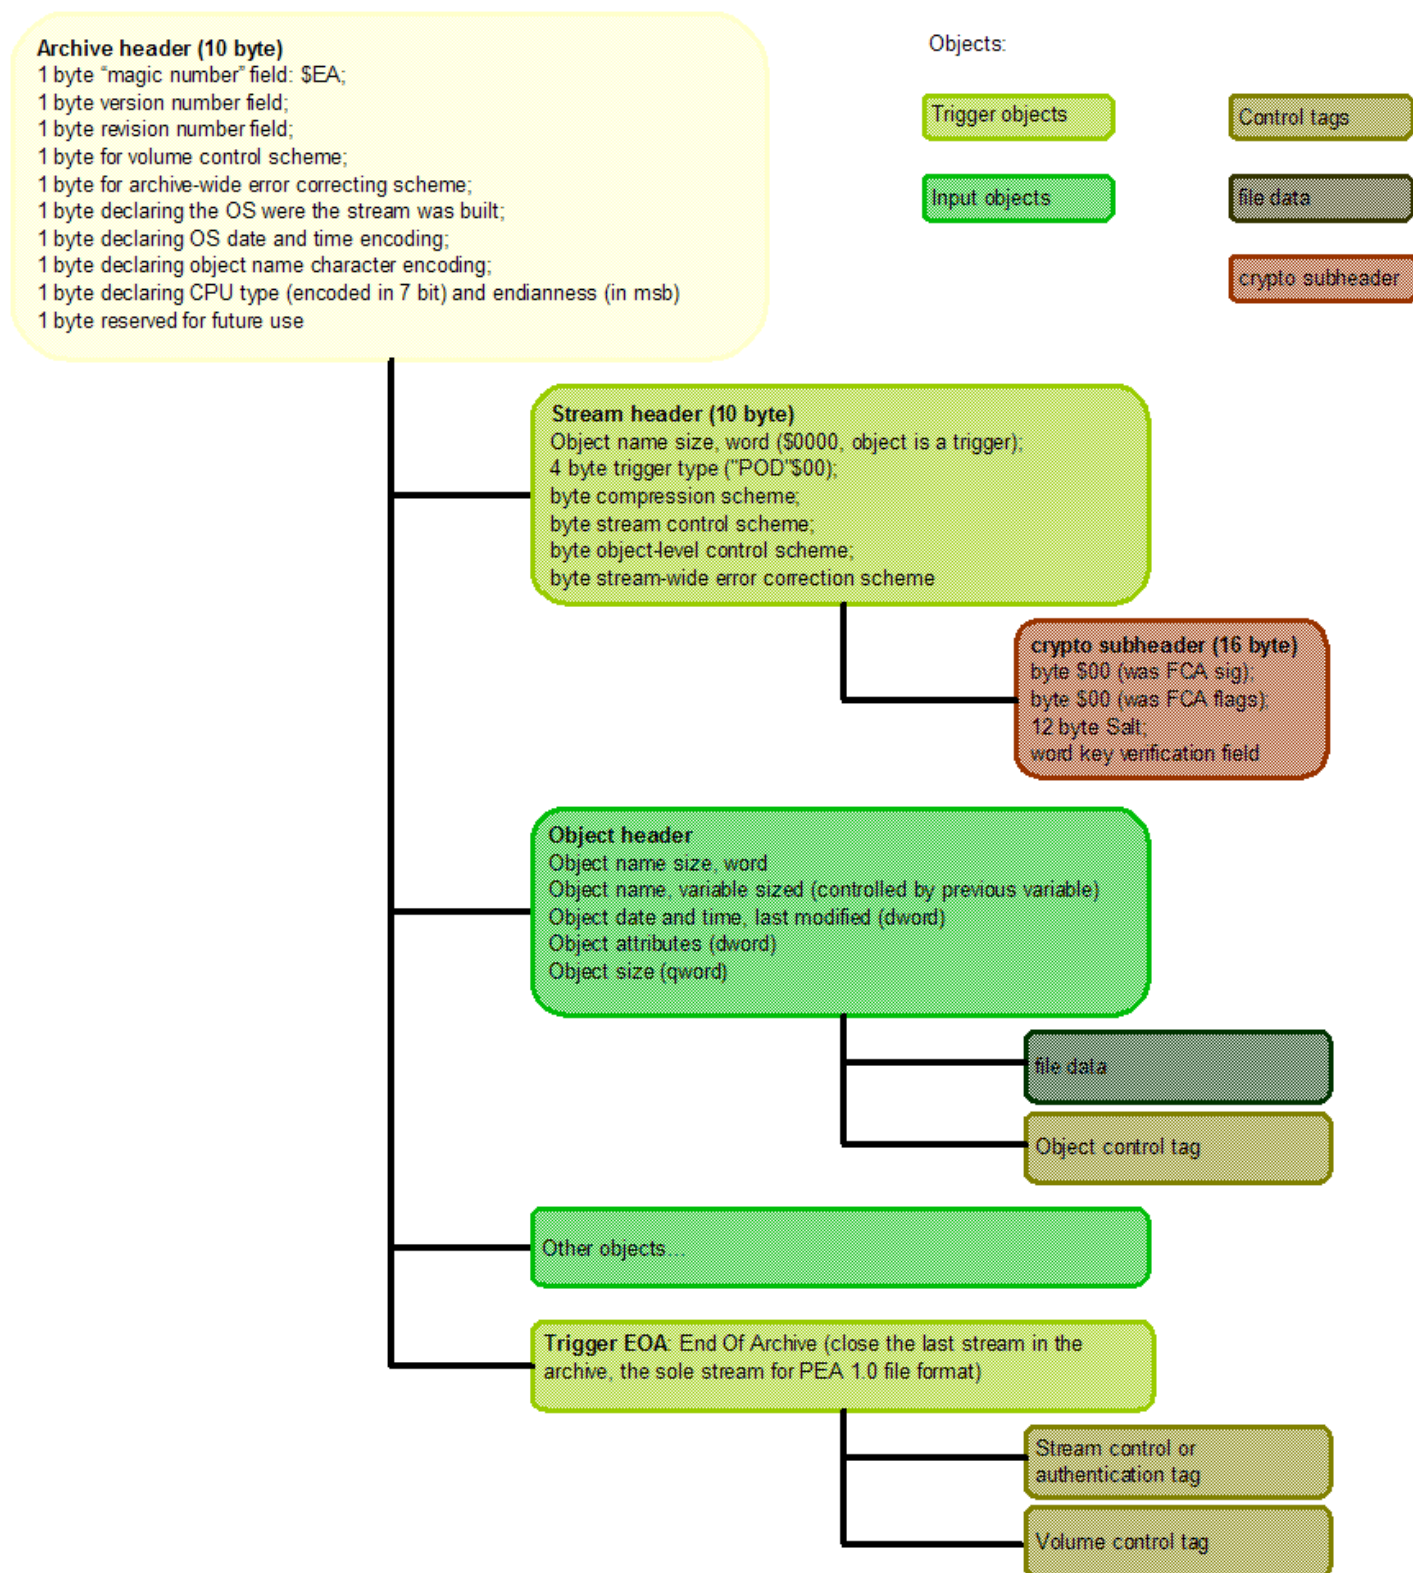 Archive header (10 byte)
1 byte “magic number” field: $EA;
1 byte version number field;
1 byte revision number field;
1 byte for volume control scheme;
1 byte for archive-wide error correcting scheme;
1 byte declaring the OS were the stream was built;
1 byte declaring OS date and time encoding;
1 byte declaring object name character encoding;
1 byte declaring CPU type (encoded in 7 bit) and endianness (in msb)
1 byte reserved for future use
Objects:
Trigger objects
Control tags
Input objects
file data
crypto subheader
Stream header (10 byte)
Object name size, word ($0000, object is a trigger);
4 byte trigger type ("POD"$00);
byte compression scheme;
byte stream control scheme;
byte object-level control scheme;
byte stream-wide error correction scheme
crypto subheader (16 byte)
byte $00 (was FCA sig);
byte $00 (was FCA flags);
12 byte Salt;
word key verification field
Object header
Object name size, word
Object name, variable sized (controlled by previous variable)
Object date and time, last modified (dword)
Object attributes (dword)
Object size (qword)
file data
Object control tag
Other objects...
Trigger EOA: End Of Archive (close the last stream in the
archive, the sole stream for PEA 1.0 file format)
Stream control or
authentication tag
Volume control tag